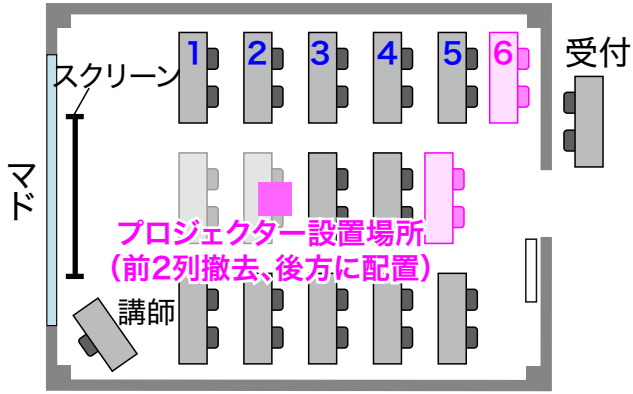 1 2 3 4 5 6
受付
スクリーン
マド
プロジェクター設置場所
（前2列撤去、後方に配置）
講師